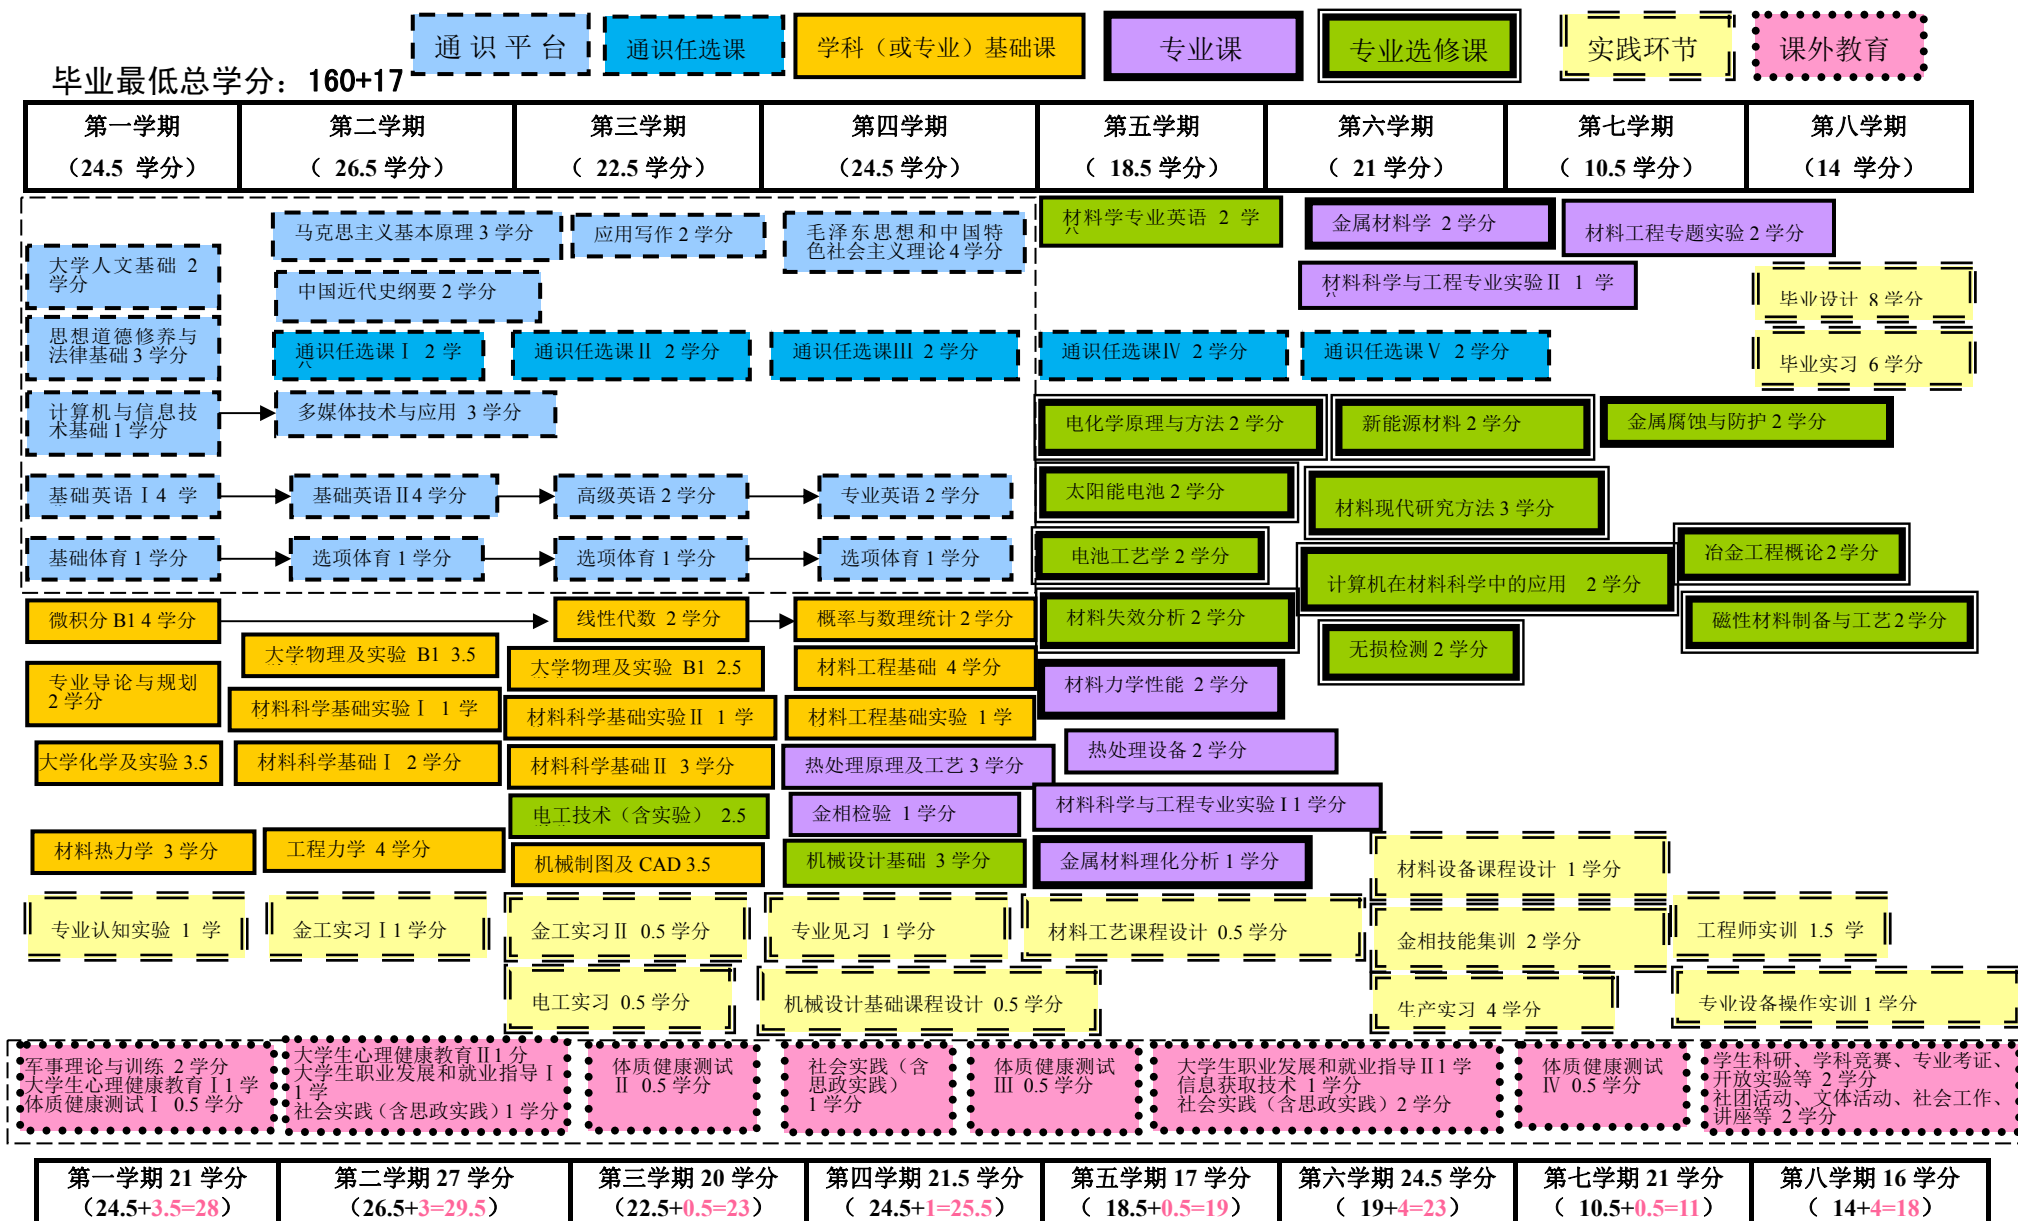 通 识 平 台
通识任选课
学科（或专业）基础课
专业课
专业选修课
实践环节
课外教育
毕业最低总学分：160+17
第一学期
（24.5 学分）
第二学期
（ 26.5 学分）
第三学期
（ 22.5 学分）
第四学期
（24.5 学分）
第五学期
（ 18.5 学分）
第六学期
（ 21 学分）
第七学期
（ 10.5 学分）
第八学期
（14 学分）
马克思主义基本原理 3 学分
应用写作 2 学分
毛泽东思想和中国特
色社会主义理论 4 学分
材料学专业英语 2 学
金属材料学 2 学分
材料工程专题实验 2 学分
大学人文基础 2
学分
中国近代史纲要 2 学分
材料科学与工程专业实验Ⅱ 1 学
毕业设计 8 学分
思想道德修养与
法律基础 3 学分
通识任选课Ⅰ 2 学
通识任选课Ⅱ 2 学分
通识任选课Ⅲ 2 学分
通识任选课Ⅳ 2 学分
通识任选课Ⅴ 2 学分
毕业实习 6 学分
计算机与信息技
术基础 1 学分
多媒体技术与应用 3 学分
电化学原理与方法 2 学分
新能源材料 2 学分
金属腐蚀与防护 2 学分
基础英语Ⅰ4 学
基础英语Ⅱ4 学分
高级英语 2 学分
专业英语 2 学分
太阳能电池 2 学分
材料现代研究方法 3 学分
基础体育 1 学分
选项体育 1 学分
选项体育 1 学分
选项体育 1 学分
电池工艺学 2 学分
计算机在材料科学中的应用 2 学分
冶金工程概论 2 学分
微积分 B1 4 学分
线性代数 2 学分
概率与数理统计 2 学分
材料失效分析 2 学分
无损检测 2 学分
磁性材料制备与工艺 2 学分
大学物理及实验 B1 3.5
大学物理及实验 B1 2.5
材料工程基础 4 学分
专业导论与规划
2 学分
材料力学性能 2 学分
材料科学基础实验Ⅰ 1 学
材料科学基础实验Ⅱ 1 学
材料工程基础实验 1 学
大学化学及实验 3.5
材料科学基础Ⅰ 2 学分
材料科学基础Ⅱ 3 学分
热处理原理及工艺 3 学分
热处理设备 2 学分
电工技术（含实验） 2.5
金相检验 1 学分
材料科学与工程专业实验 I 1 学分
材料热力学 3 学分
工程力学 4 学分
机械制图及 CAD 3.5
机械设计基础 3 学分
金属材料理化分析 1 学分
材料设备课程设计 1 学分
专业认知实验 1 学
金工实习Ⅰ1 学分
金工实习Ⅱ 0.5 学分
专业见习 1 学分
材料工艺课程设计 0.5 学分
金相技能集训 2 学分
工程师实训 1.5 学
电工实习 0.5 学分
机械设计基础课程设计 0.5 学分
生产实习 4 学分
专业设备操作实训 1 学分
军事理论与训练 2 学分
大学生心理健康教育Ⅰ1 学
体质健康测试Ⅰ 0.5 学分
大学生心理健康教育Ⅱ1 分
大学生职业发展和就业指导Ⅰ
1 学
社会实践（含思政实践）1 学分
体质健康测试
Ⅱ 0.5 学分
社会实践（含
思政实践）
1 学分
体质健康测试
Ⅲ 0.5 学分
大学生职业发展和就业指导Ⅱ1 学
信息获取技术 1 学分
社会实践（含思政实践）2 学分
体质健康测试
Ⅳ 0.5 学分
学生科研、学科竞赛、专业考证、
开放实验等 2 学分
社团活动、文体活动、社会工作、
讲座等 2 学分
第一学期 21 学分
（24.5+3.5=28）
第二学期 27 学分
（26.5+3=29.5）
第三学期 20 学分
（22.5+0.5=23）
第四学期 21.5 学分
（ 24.5+1=25.5）
第五学期 17 学分
（ 18.5+0.5=19）
第六学期 24.5 学分
（ 19+4=23）
第七学期 21 学分
（ 10.5+0.5=11）
第八学期 16 学分
（ 14+4=18）